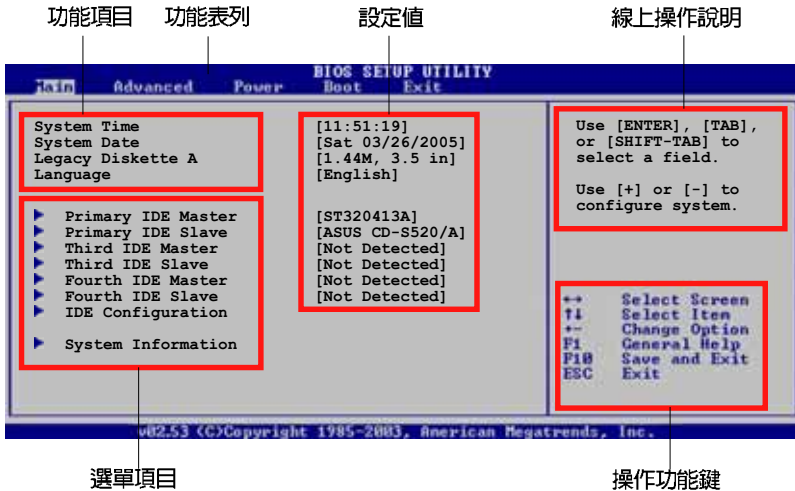 功能項目 功能表列 設定值 線上操作說明
BIOS SETUP UTILITY
Main Advanced Power Boot Exit
System Time [11:51:19]
System Date [Sat 03/26/2005]
Legacy Diskette A [1.44M, 3.5 in]
Language [English]
Primary IDE Master [ST320413A]
Primary IDE Slave [ASUS CD-S520/A]
Third IDE Master [Not Detected]
Third IDE Slave [Not Detected]
Fourth IDE Master [Not Detected]
Fourth IDE Slave [Not Detected]
IDE Configuration
System Information
Use [ENTER], [TAB],
or [SHIFT-TAB] to
select a field.
Use [+] or [-] to
configure system.
↔ Select Screen
↑↓ Select Item
+- Change Option
F1 General Help
F10 Save and Exit
ESC Exit
v02.53 (C)Copyright 1985-2003, American Megatrends, Inc.
選單項目 操作功能鍵